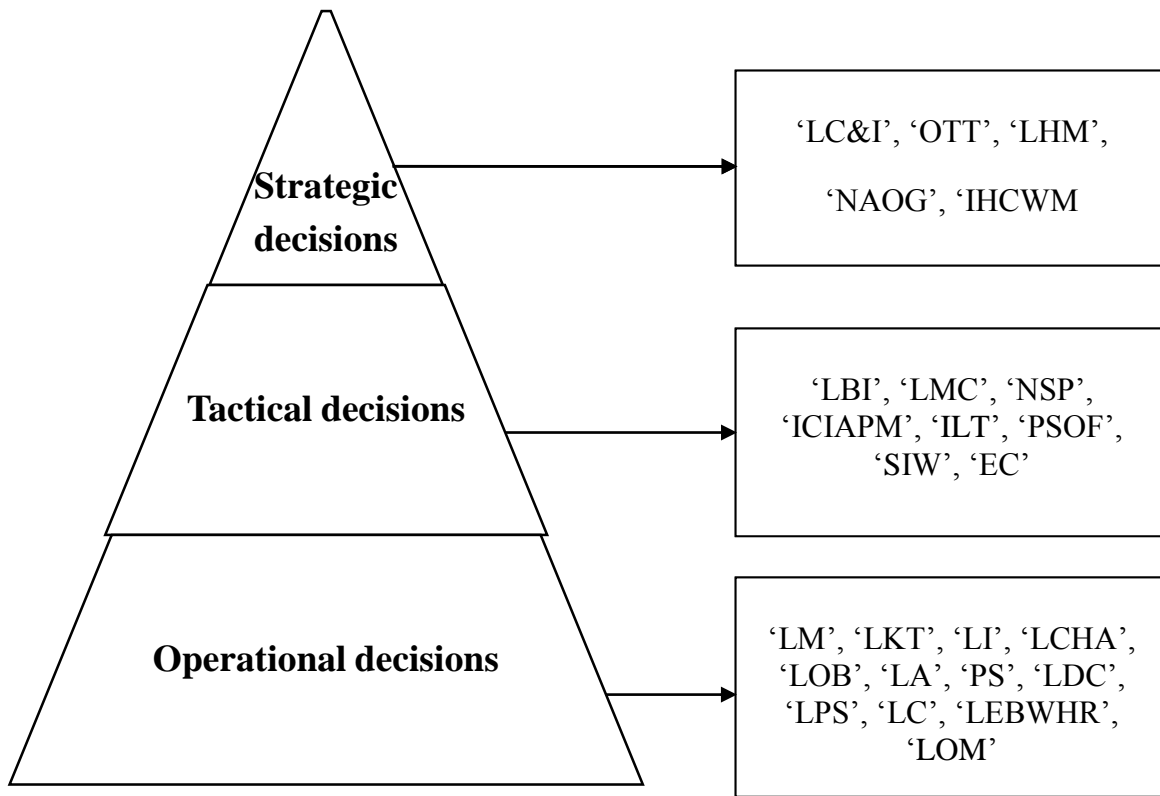 Strategic
decisions
‘LC&I’, ‘OTT’, ‘LHM’,
‘NAOG’, ‘IHCWM
Tactical decisions
‘LBI’, ‘LMC’, ‘NSP’,
‘ICIAPM’, ‘ILT’, ‘PSOF’,
‘SIW’, ‘EC’
Operational decisions
‘LM’, ‘LKT’, ‘LI’, ‘LCHA’,
‘LOB’, ‘LA’, ‘PS’, ‘LDC’,
‘LPS’, ‘LC’, ‘LEBWHR’,
‘LOM’